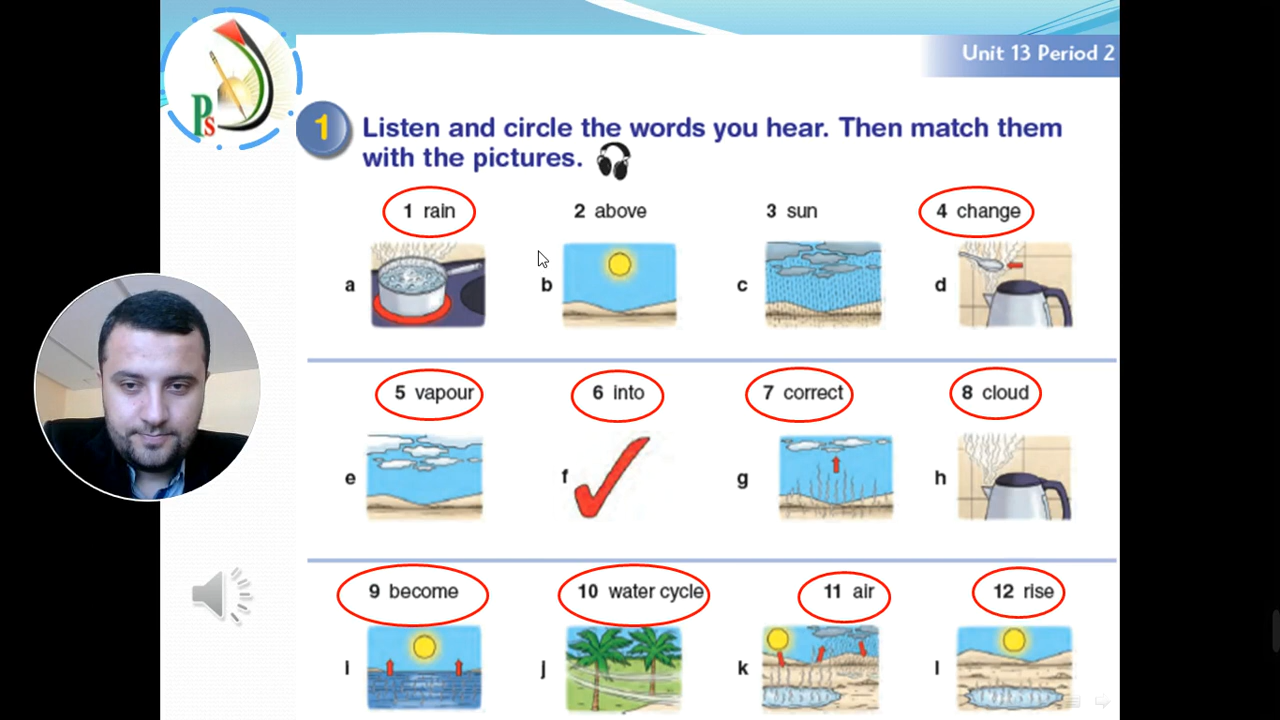 Ps
Unit 13 Period 2
1 Listen and circle the words you hear. Then match them
with the pictures.
1 rain 2 above 3 sun 4 change
a b c d
5 vapour 6 into 7 correct 8 cloud
e f g h
9 become 10 water cycle 11 air 12 rise
I j k l